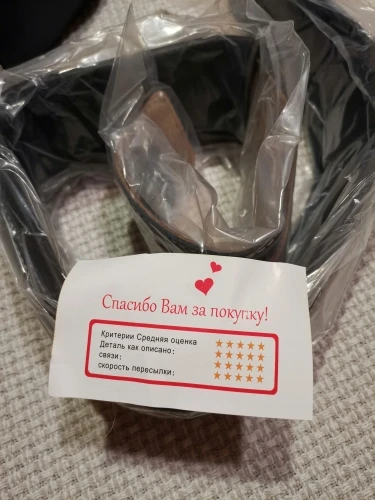 Спасибо Вам за покупку!
Критерии Средняя оценка
Деталь как описано:
связи:
скорость пересылки: